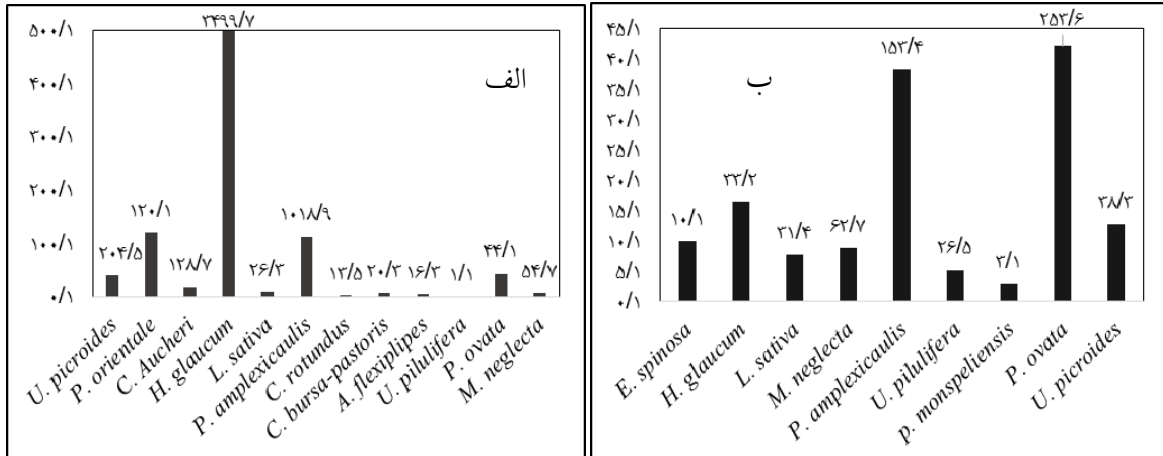 ۳۴۹۹/۷
۵۰۰/۱
۴۰۰/۱
۳۰۰/۱
۲۰۰/۱
۱۰۰/۱
۰/۱
الف
۲۰۴/۵
۱۲۰/۱
۱۲۸/۷
۲۶/۳
۱۰۱۸/۹
۱۳/۵
۲۰/۳
۱۶/۳
۱/۱
۴۴/۱
۵۴/۷
U. picroides
P. orientale
C. Aucheri
H. glaucum
L. sativa
P. amplexicaulis
C. rotundus
C. bursa-pastoris
A. flexiplipes
U. pilulifera
P. ovata
M. neglecta
۲۵۳/۶
۴۵/۱
۴۰/۱
۳۵/۱
۳۰/۱
۲۵/۱
۲۰/۱
۱۵/۱
۱۰/۱
۵/۱
۰/۱
ب
۱۰/۱
۳۳/۲
۳۱/۴
۶۲/۷
۱۵۳/۴
۲۶/۵
۳/۱
۳۸/۳
E. spinosa
H. glaucum
L. sativa
M. neglecta
P. amplexicaulis
U. pilulifera
p. monspeliensis
P. ovata
U. picroides